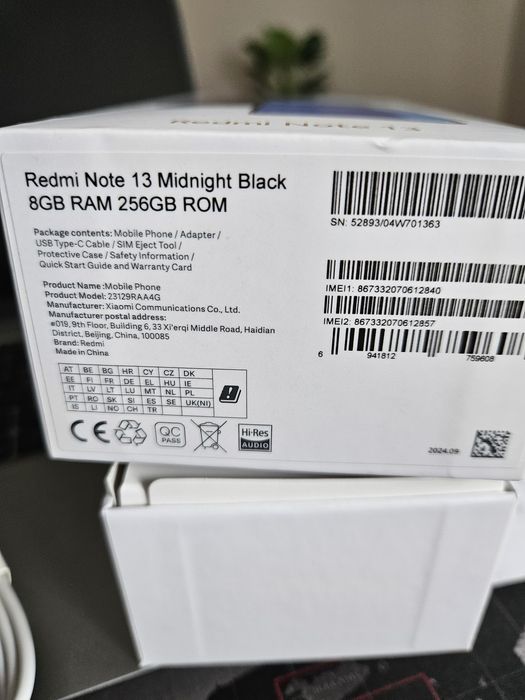 Redmi Note 13
Redmi Note 13 Midnight Black
8GB RAM 256GB ROM
Package contents: Mobile Phone / Adapter /
USB Type-C Cable / SIM Eject Tool /
Protective Case / Safety Information /
Quick Start Guide and Warranty Card
Product Name:Mobile Phone
Product Model:23129RAA4G
Manufacturer: Xiaomi Communications Co., Ltd.
Manufacturer postal address:
#019, 9th Floor, Building 6, 33 Xi'erqi Middle Road, Haidian
District, Beijing, China, 100085
Brand: Redmi
Made in China
SN: 52893/04W701363
IMEI1: 867332070612840
IMEI2: 867332070612857
6 941812 759608
AT BE BG HR CY CZ DK
EE FI FR DE EL HU IE
IT LV LT LU MT NL PL
PT RO SK SI ES SE UK(NI)
IS LI NO CH TR
CE
QC
PASS
Hi-Res
AUDIO
2024.09